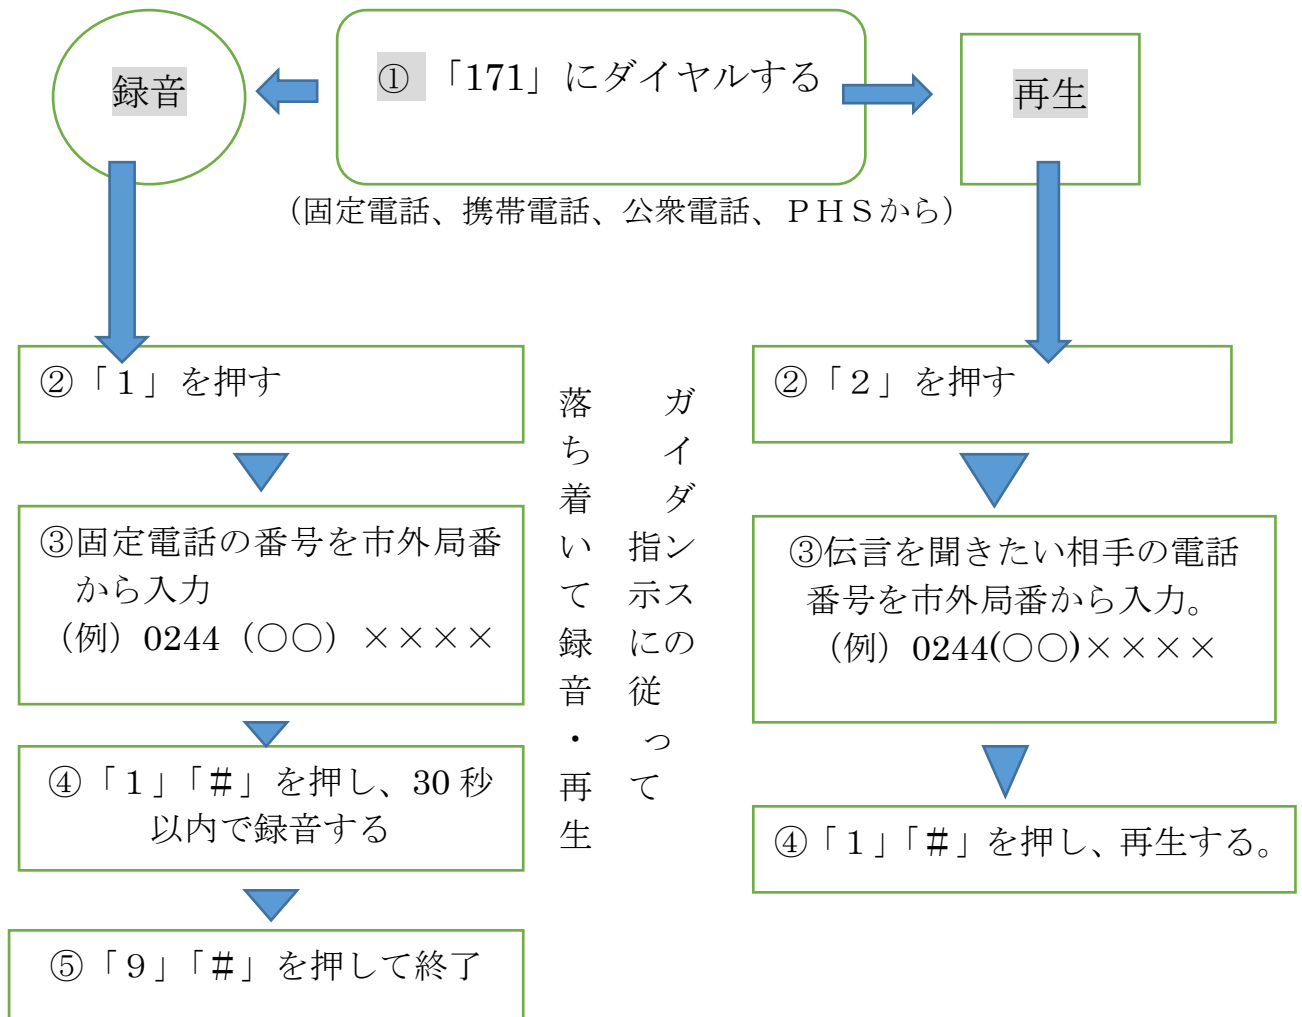 録音
① 「171」にダイヤルする
再生
（固定電話、携帯電話、公衆電話、ＰＨＳから）
②「１」を押す
③固定電話の番号を市外局番
から入力
（例）0244（○○）××××
④「１」「＃」を押し、30 秒
以内で録音する
⑤「９」「＃」を押して終了
ガイダンスの
指示に従って
落ち着いて録音・再生
②「２」を押す
③伝言を聞きたい相手の電話
番号を市外局番から入力。
（例）0244(○○)××××
④「１」「＃」を押し、再生する。